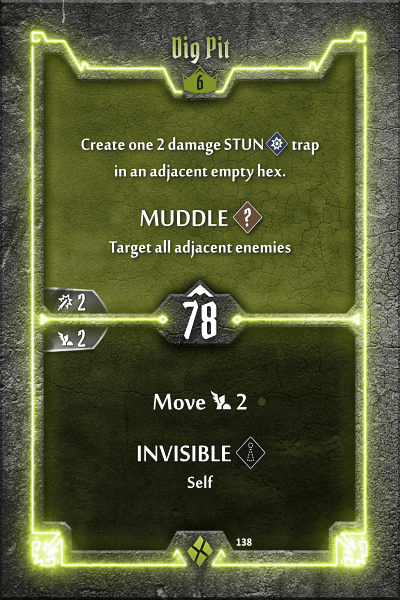 Dig Pit
6
Create one 2 damage STUN trap
in an adjacent empty hex.
MUDDLE ?
Target all adjacent enemies
2
78
2
Move 2
INVISIBLE
Self
138